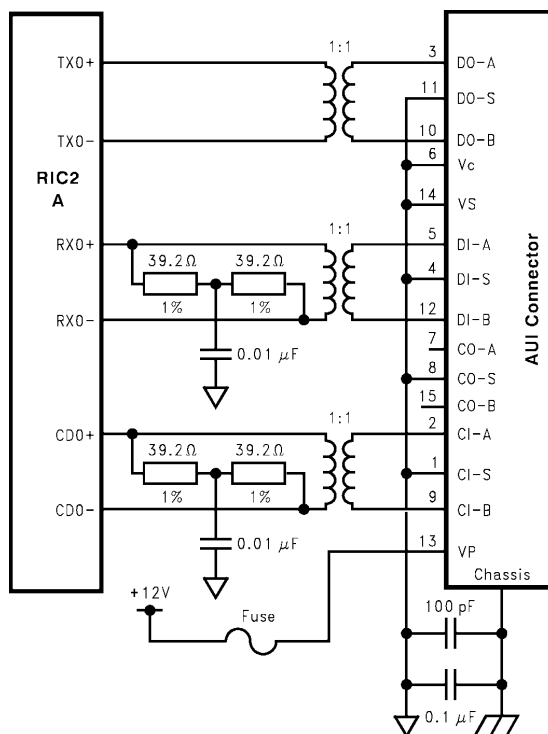 1:1
TX0+
3
DO-A
11
DO-S
TX0-
10
DO-B
6
Vc
RIC2
A
14
VS
1:1
RX0+
5
DI-A
39.2Ω
39.2Ω
4
DI-S
1%
1%
RX0-
12
DI-B
7
CO-A
0.01 μF
8
CO-S
15
CO-B
1:1
CD0+
2
CI-A
39.2Ω
39.2Ω
1
CI-S
1%
1%
CD0-
9
CI-B
0.01 μF
13
VP
AUI Connector
Chassis
+12V
Fuse
100 pF
0.1 μF